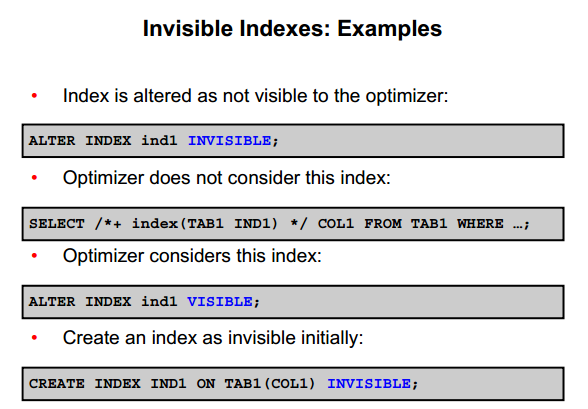 Invisible Indexes: Examples
• Index is altered as not visible to the optimizer:
ALTER INDEX ind1 INVISIBLE;
• Optimizer does not consider this index:
SELECT /*+ index(TAB1 IND1) */ COL1 FROM TAB1 WHERE …;
• Optimizer considers this index:
ALTER INDEX ind1 VISIBLE;
• Create an index as invisible initially:
CREATE INDEX IND1 ON TAB1(COL1) INVISIBLE;